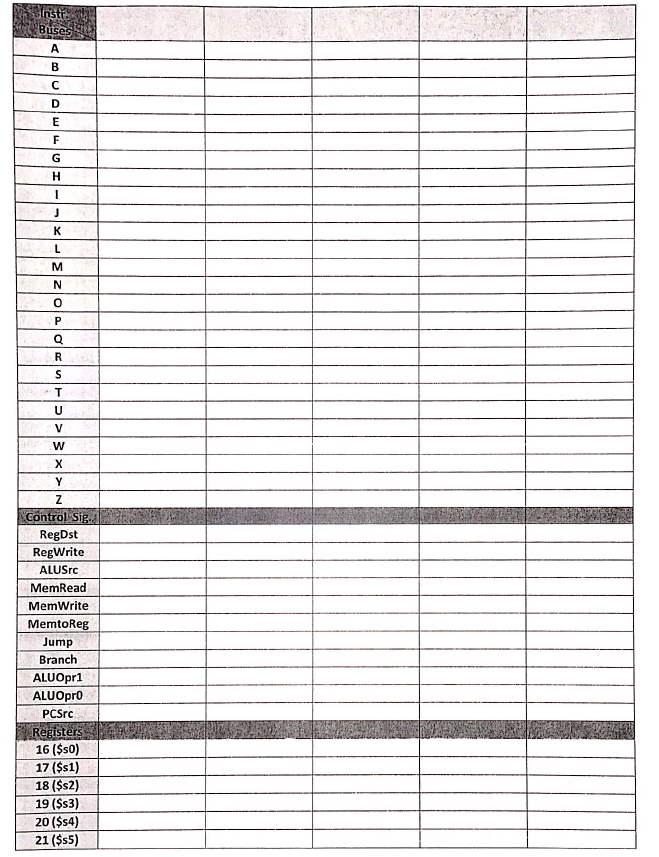 Instr.
Buses
A
B
C
D
E
F
G
H
I
J
K
L
M
N
O
P
Q
R
S
T
U
V
W
X
Y
Z
Control Sig.
RegDst
RegWrite
ALUSrc
MemRead
MemWrite
MemtoReg
Jump
Branch
ALUOpr1
ALUOpr0
PCSrc
Registers
16 ($s0)
17 ($s1)
18 ($s2)
19 ($s3)
20 ($s4)
21 ($s5)